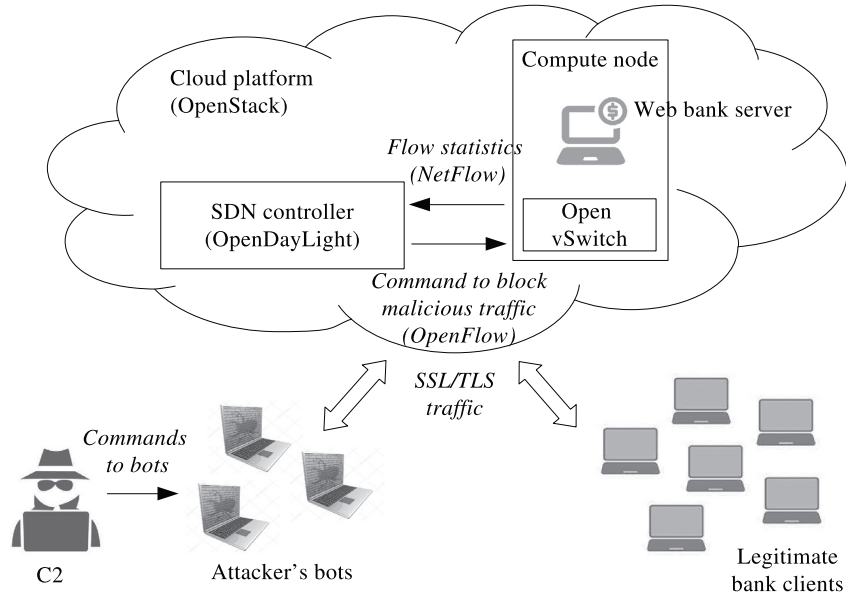 Cloud platform
(OpenStack)
Compute node
Web bank server
Flow statistics
(NetFlow)
SDN controller
(OpenDayLight)
Open
vSwitch
Command to block
malicious traffic
(OpenFlow)
SSL/TLS
traffic
Commands
to bots
C2
Attacker’s bots
Legitimate
bank clients